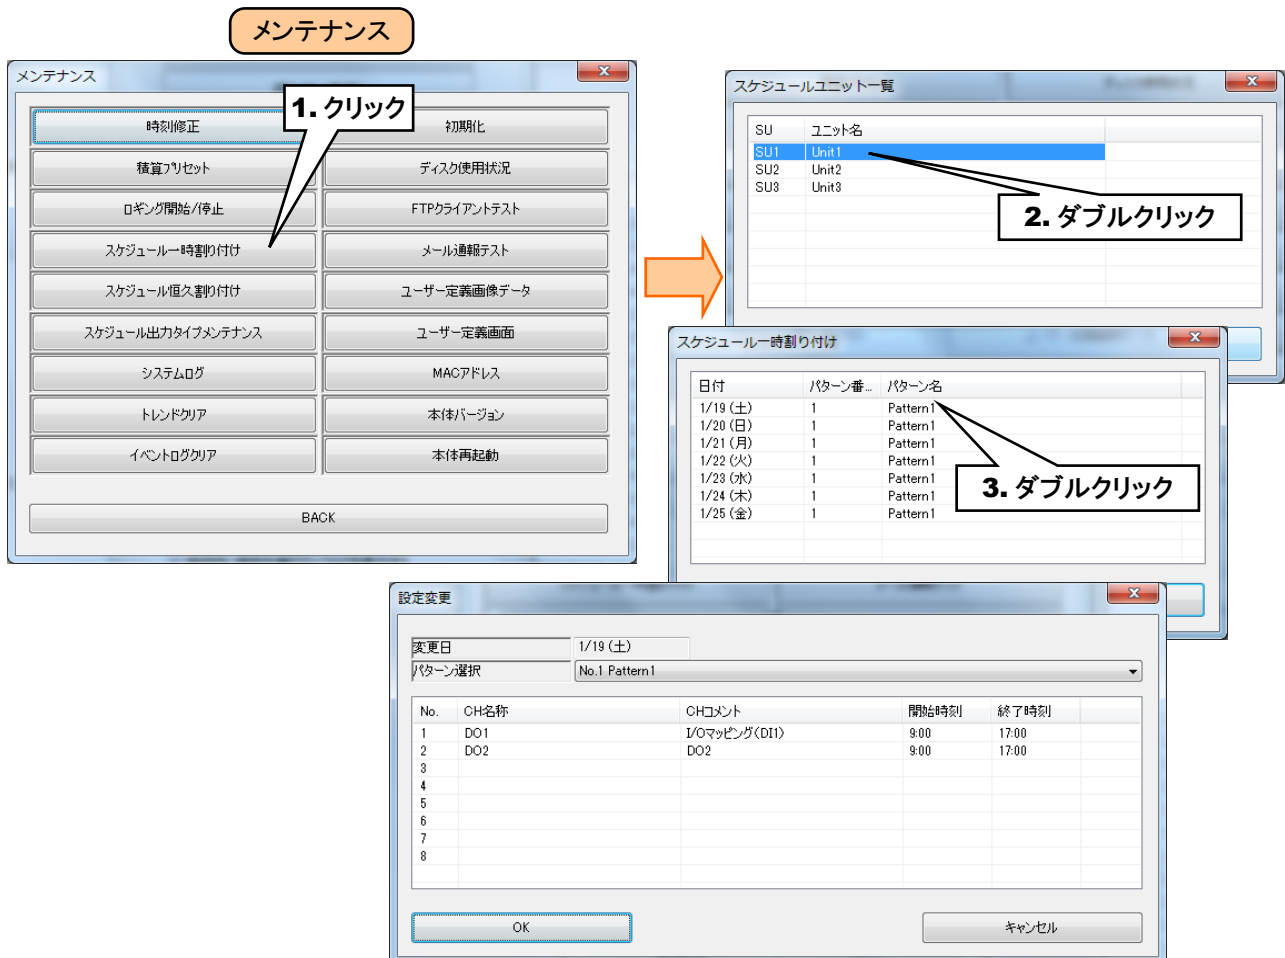 メンテナンス
メンテナンス
1. クリック
時刻修正
初期化
積算プリセット
ディスク使用状況
ロギング開始/停止
FTPクライアントテスト
スケジュール一時割り付け
メール通報テスト
スケジュール恒久割り付け
ユーザー定義画像データ
スケジュール出力タイプメンテナンス
ユーザー定義画面
システムログ
MACアドレス
トレンドクリア
本体バージョン
イベントログクリア
本体再起動
BACK
スケジュールユニット一覧
SU ユニット名
SU1 Unit1
SU2 Unit2
SU3 Unit3
2. ダブルクリック
スケジュール一時割り付け
日付 パターン番... パターン名
1/19 (土) 1 Pattern1
1/20 (日) 1 Pattern1
1/21 (月) 1 Pattern1
1/22 (火) 1 Pattern1
1/23 (水) 1 Pattern1
1/24 (木) 1 Pattern1
1/25 (金) 1 Pattern1
3. ダブルクリック
設定変更
変更日 1/19 (土)
パターン選択 No.1 Pattern1
No. CH名称 CHコメント 開始時刻 終了時刻
1 DO1 I/Oマッピング(DI1) 9:00 17:00
2 DO2 DO2 9:00 17:00
3
4
5
6
7
8
OK
キャンセル